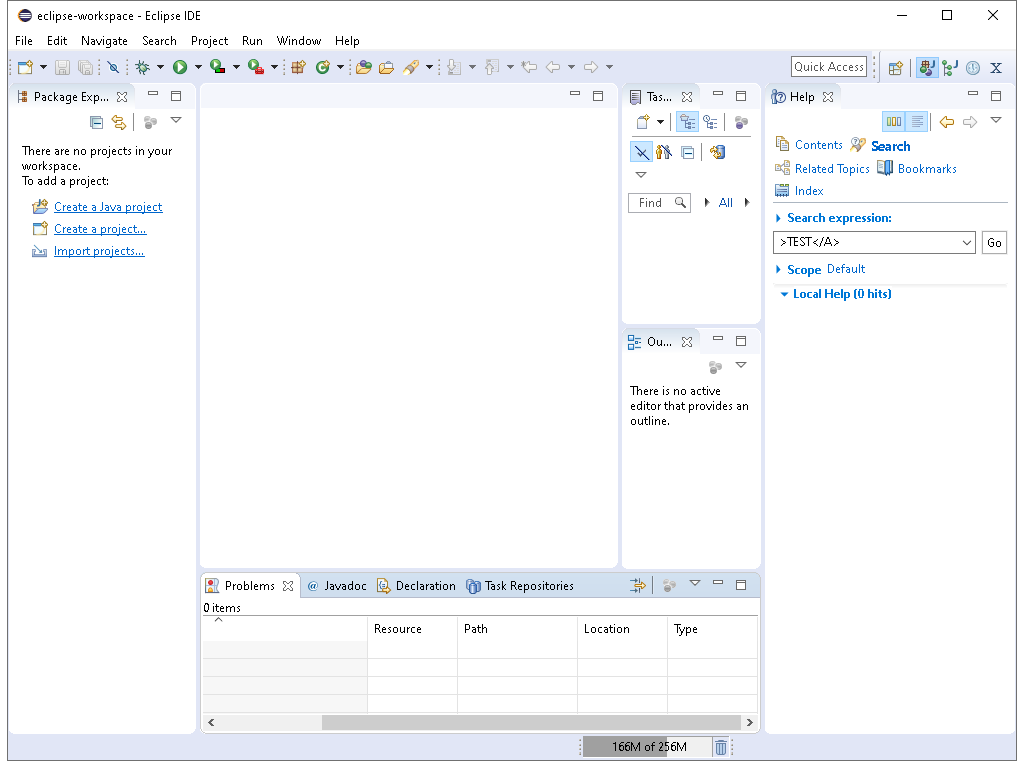 eclipse-workspace - Eclipse IDE
File Edit Navigate Search Project Run Window Help
Quick Access
Package Exp...
There are no projects in your
workspace.
To add a project:
Create a Java project
Create a project...
Import projects...
Tas...
Find
All
Ou...
There is no active
editor that provides an
outline.
Help
Contents Search
Related Topics Bookmarks
Index
Search expression:
>TEST</A>
Go
Scope Default
Local Help (0 hits)
Problems @ Javadoc Declaration Task Repositories
0 items
Resource Path Location Type
166M of 256M